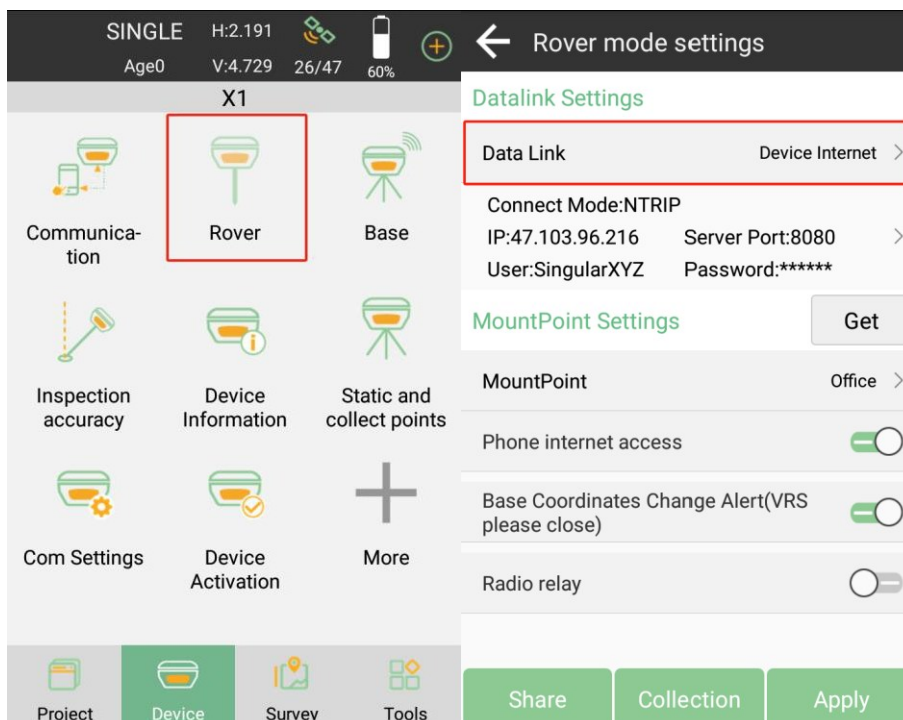 SINGLE H:2.191
Age0 V:4.729 26/47 60%
X1
Communica-
tion
Rover
Base
Inspection
accuracy
Device
Information
Static and
collect points
Com Settings
Device
Activation
More
Project Device Survey Tools
Rover mode settings
Datalink Settings
Data Link Device Internet
Connect Mode:NTRIP
IP:47.103.96.216 Server Port:8080
User:SingularXYZ Password:******
MountPoint Settings Get
MountPoint Office
Phone internet access
Base Coordinates Change Alert(VRS
please close)
Radio relay
Share Collection Apply